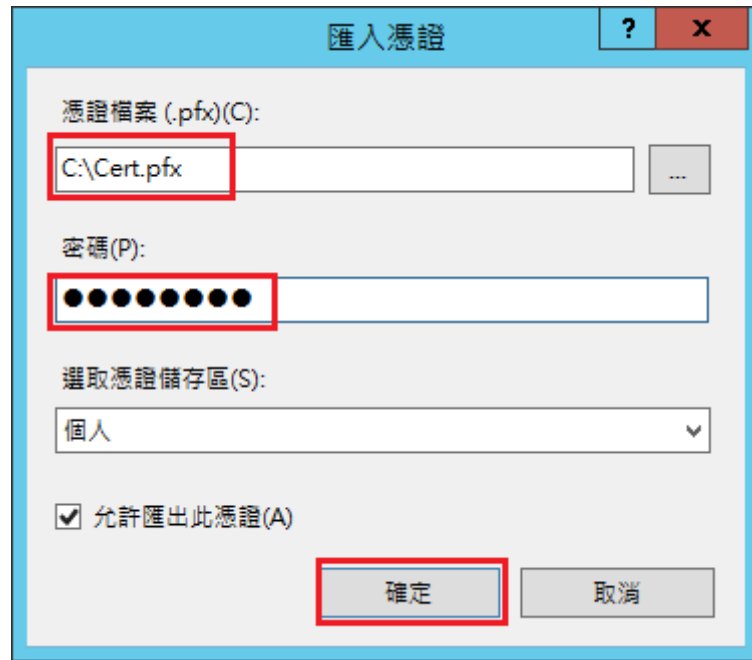 匯入憑證
? x
憑證檔案 (.pfx)(C):
C:\Cert.pfx
...
密碼(P):
●●●●●●●●
選取憑證儲存區(S):
個人
允許匯出此憑證(A)
確定
取消